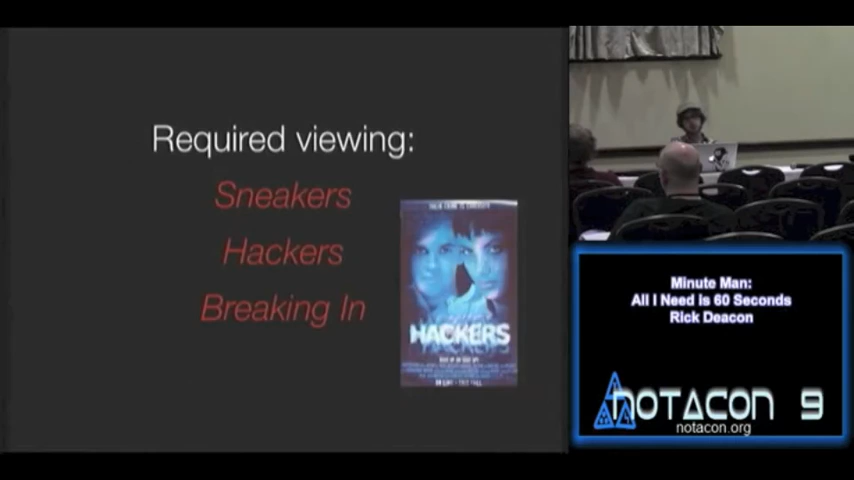 Required viewing:
Sneakers
Hackers
Breaking In
HACKERS
Minute Man:
All I Need is 60 Seconds
Rick Deacon
NOTACON 9
notacon.org